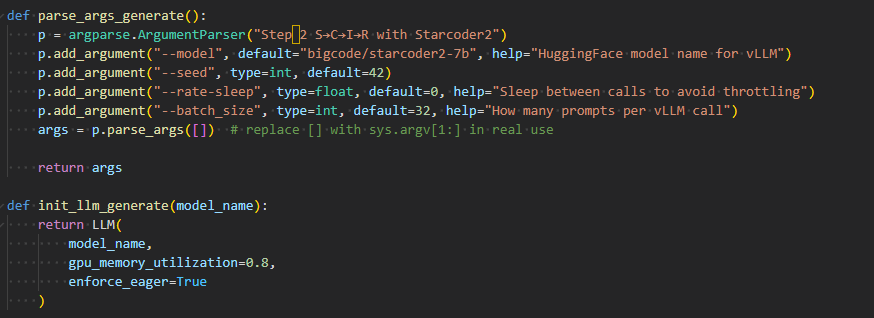 def parse_args_generate():
    p = argparse.ArgumentParser("Step 2 S→C→I→R with Starcoder2")
    p.add_argument("--model", default="bigcode/starcoder2-7b", help="HuggingFace model name for vLLM")
    p.add_argument("--seed", type=int, default=42)
    p.add_argument("--rate-sleep", type=float, default=0, help="Sleep between calls to avoid throttling")
    p.add_argument("--batch_size", type=int, default=32, help="How many prompts per vLLM call")
    args = p.parse_args([])  # replace [] with sys.argv[1:] in real use
    return args
def init_llm_generate(model_name):
    return LLM(
        model_name,
        gpu_memory_utilization=0.8,
        enforce_eager=True
    )